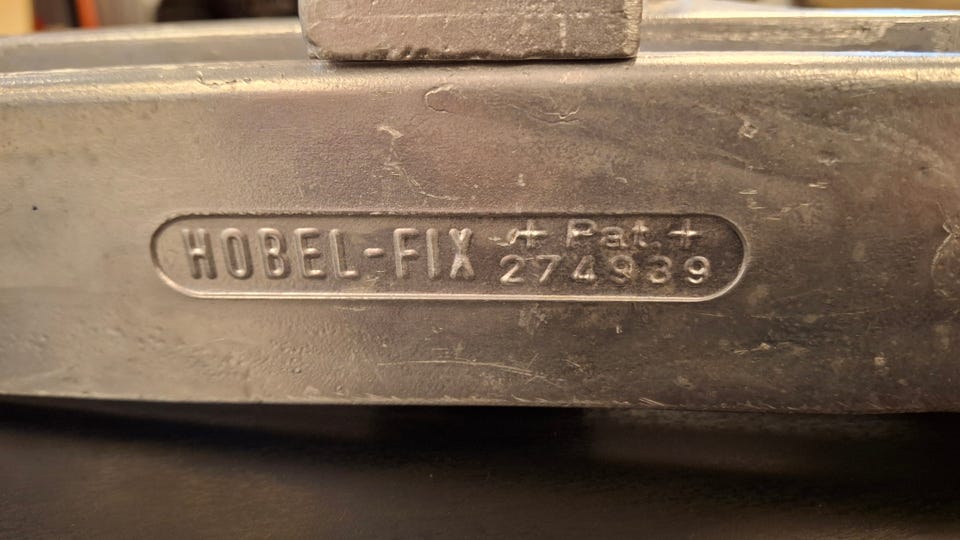 HOBEL-FIX + Pat. +
274939